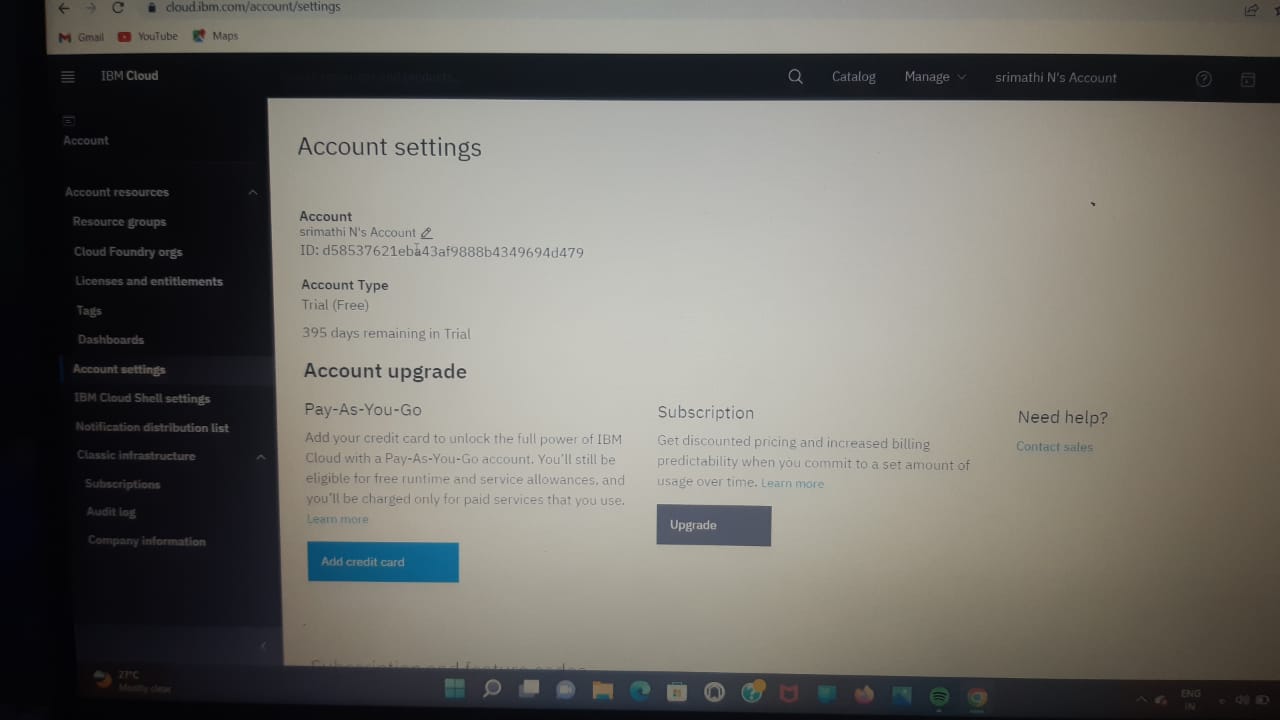 cloud.ibm.com/account/settings
Gmail YouTube Maps
IBM Cloud
Catalog Manage srimathi N's Account
Account
Account resources
Resource groups
Cloud Foundry orgs
Licenses and entitlements
Tags
Dashboards
Account settings
IBM Cloud Shell settings
Notification distribution list
Classic infrastructure
Subscriptions
Audit log
Company information
Account settings
Account
srimathi N's Account
ID: d58537621eba43af9888b4349694d479
Account Type
Trial (Free)
395 days remaining in Trial
Account upgrade
Pay-As-You-Go
Add your credit card to unlock the full power of IBM
Cloud with a Pay-As-You-Go account. You'll still be
eligible for free runtime and service allowances, and
you'll be charged only for paid services that you use.
Learn more
Add credit card
Subscription
Get discounted pricing and increased billing
predictability when you commit to a set amount of
usage over time. Learn more
Upgrade
Need help?
Contact sales
Subscription and feature codes
27°C
Mostly clear
ENG
IN